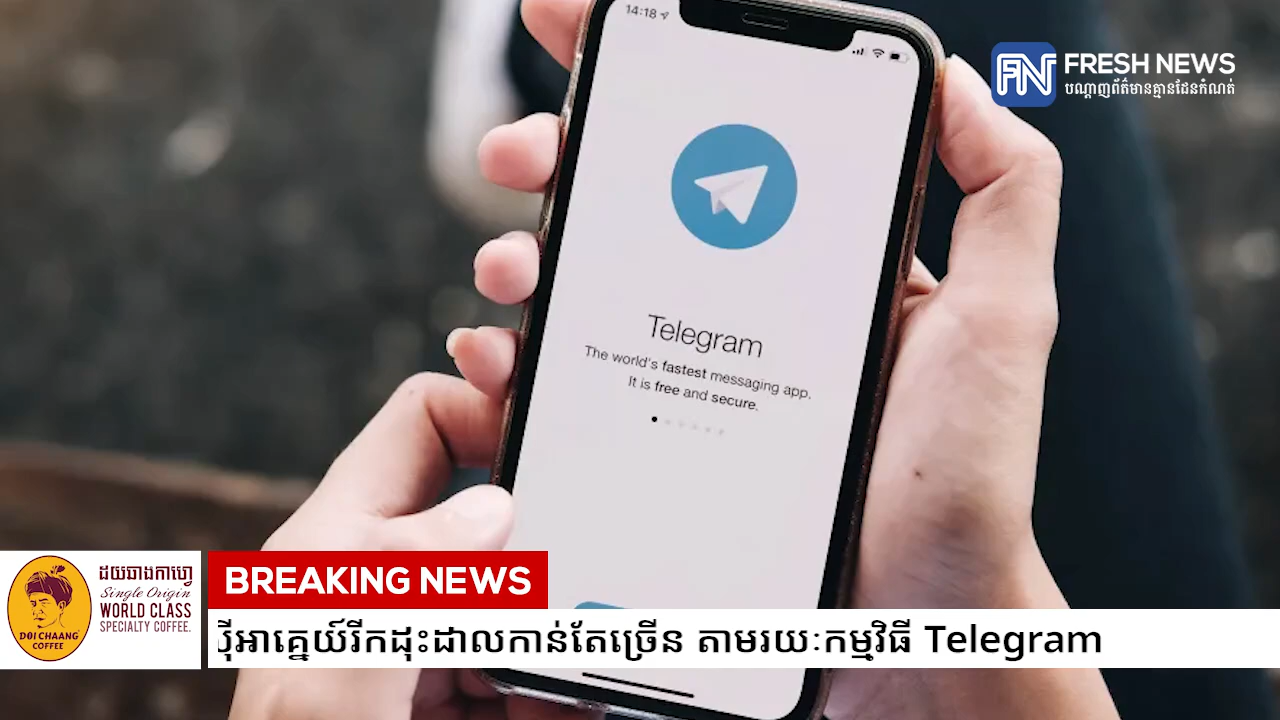 14:18
FRESH NEWS
បណ្ដាញព័ត៌មានគ្មានដែនកំណត់
Telegram
The world's fastest messaging app.
It is free and secure.
ដយឆាងកាហ្វេ
Single Origin
WORLD CLASS
SPECIALTY COFFEE.
DOI CHAANG
COFFEE
BREAKING NEWS
ស៊ីអាគ្នេយ៍រីកដុះដាលកាន់តែច្រើន តាមរយៈកម្មវិធី Telegram